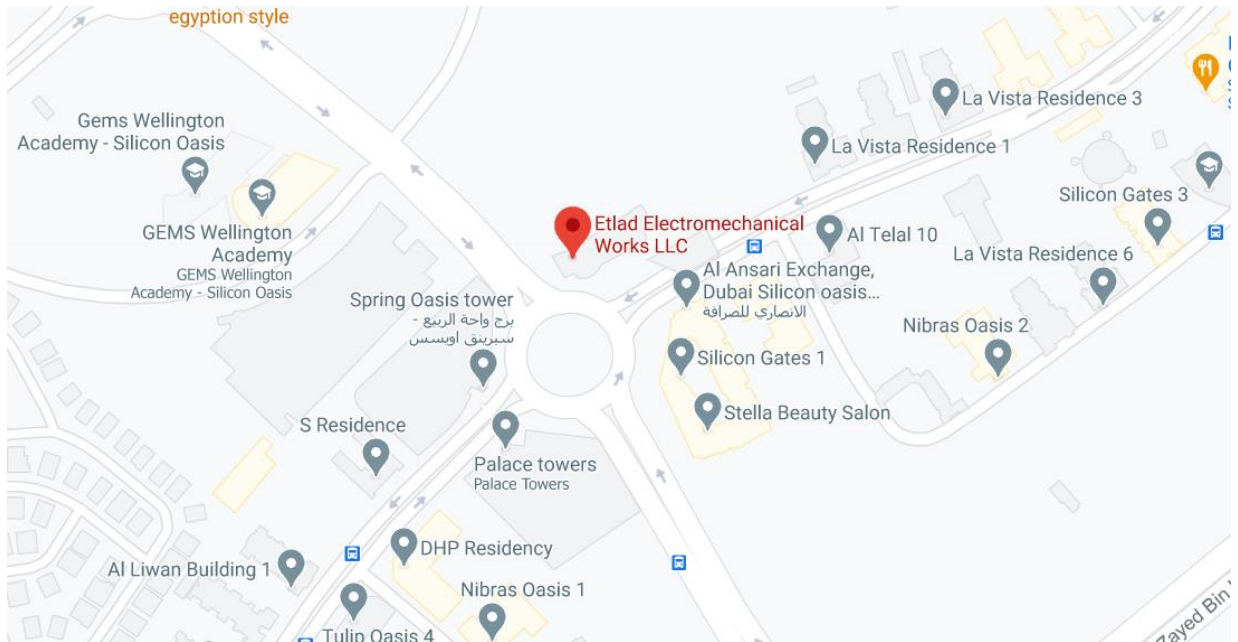 egyption style
Gems Wellington
Academy - Silicon Oasis
La Vista Residence 3
La Vista Residence 1
Silicon Gates 3
GEMS Wellington
Academy
GEMS Wellington
Academy - Silicon Oasis
Etlad Electromechanical
Works LLC
Al Telal 10
La Vista Residence 6
Al Ansari Exchange,
Dubai Silicon oasis...
الانصاري للصرافة
Spring Oasis tower
برج واحة الربيع -
سبرينق اويسس
Nibras Oasis 2
Silicon Gates 1
Stella Beauty Salon
S Residence
Palace towers
Palace Towers
DHP Residency
Al Liwan Building 1
Nibras Oasis 1
Tulip Oasis 4
Zayed Bin